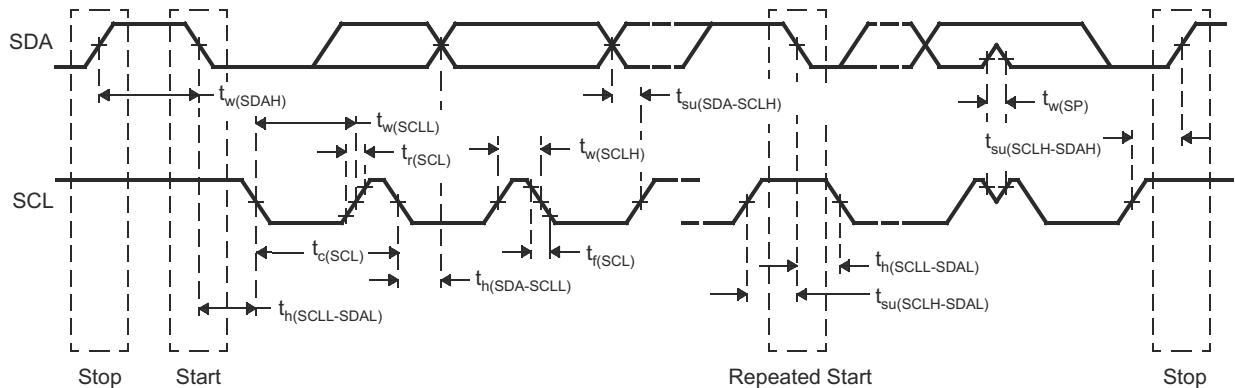 SDA
t_w(SDAH)
t_su(SDA-SCLH)
t_w(SP)
t_w(SCLL)
t_r(SCL)
t_w(SCLH)
t_su(SCLH-SDAH)
SCL
t_c(SCL)
t_f(SCL)
t_h(SDA-SCLL)
t_h(SCLL-SDAL)
t_h(SCLL-SDAL)
t_su(SCLH-SDAL)
Stop
Start
Repeated Start
Stop